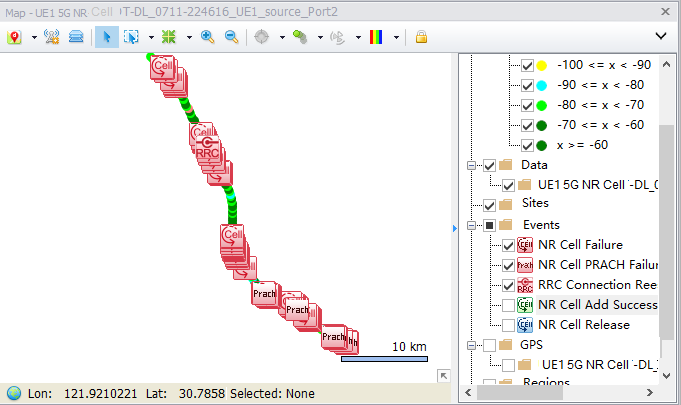 Map - UE1 5G NR Cell DT-DL_0711-224616_UE1_source_Port2
-100 <= x < -90
-90 <= x < -80
-80 <= x < -70
-70 <= x < -60
x >= -60
Data
UE1 5G NR Cell
Sites
Events
NR Cell Failure
NR Cell PRACH Failur
RRC Connection Ree
NR Cell Add Success
NR Cell Release
GPS
UE1 5G NR Cell
Regions
Cell
Cell
RRC
Cell
Prach
Prach
Prach
10 km
Lon: 121.9210221 Lat: 30.7858 Selected: None